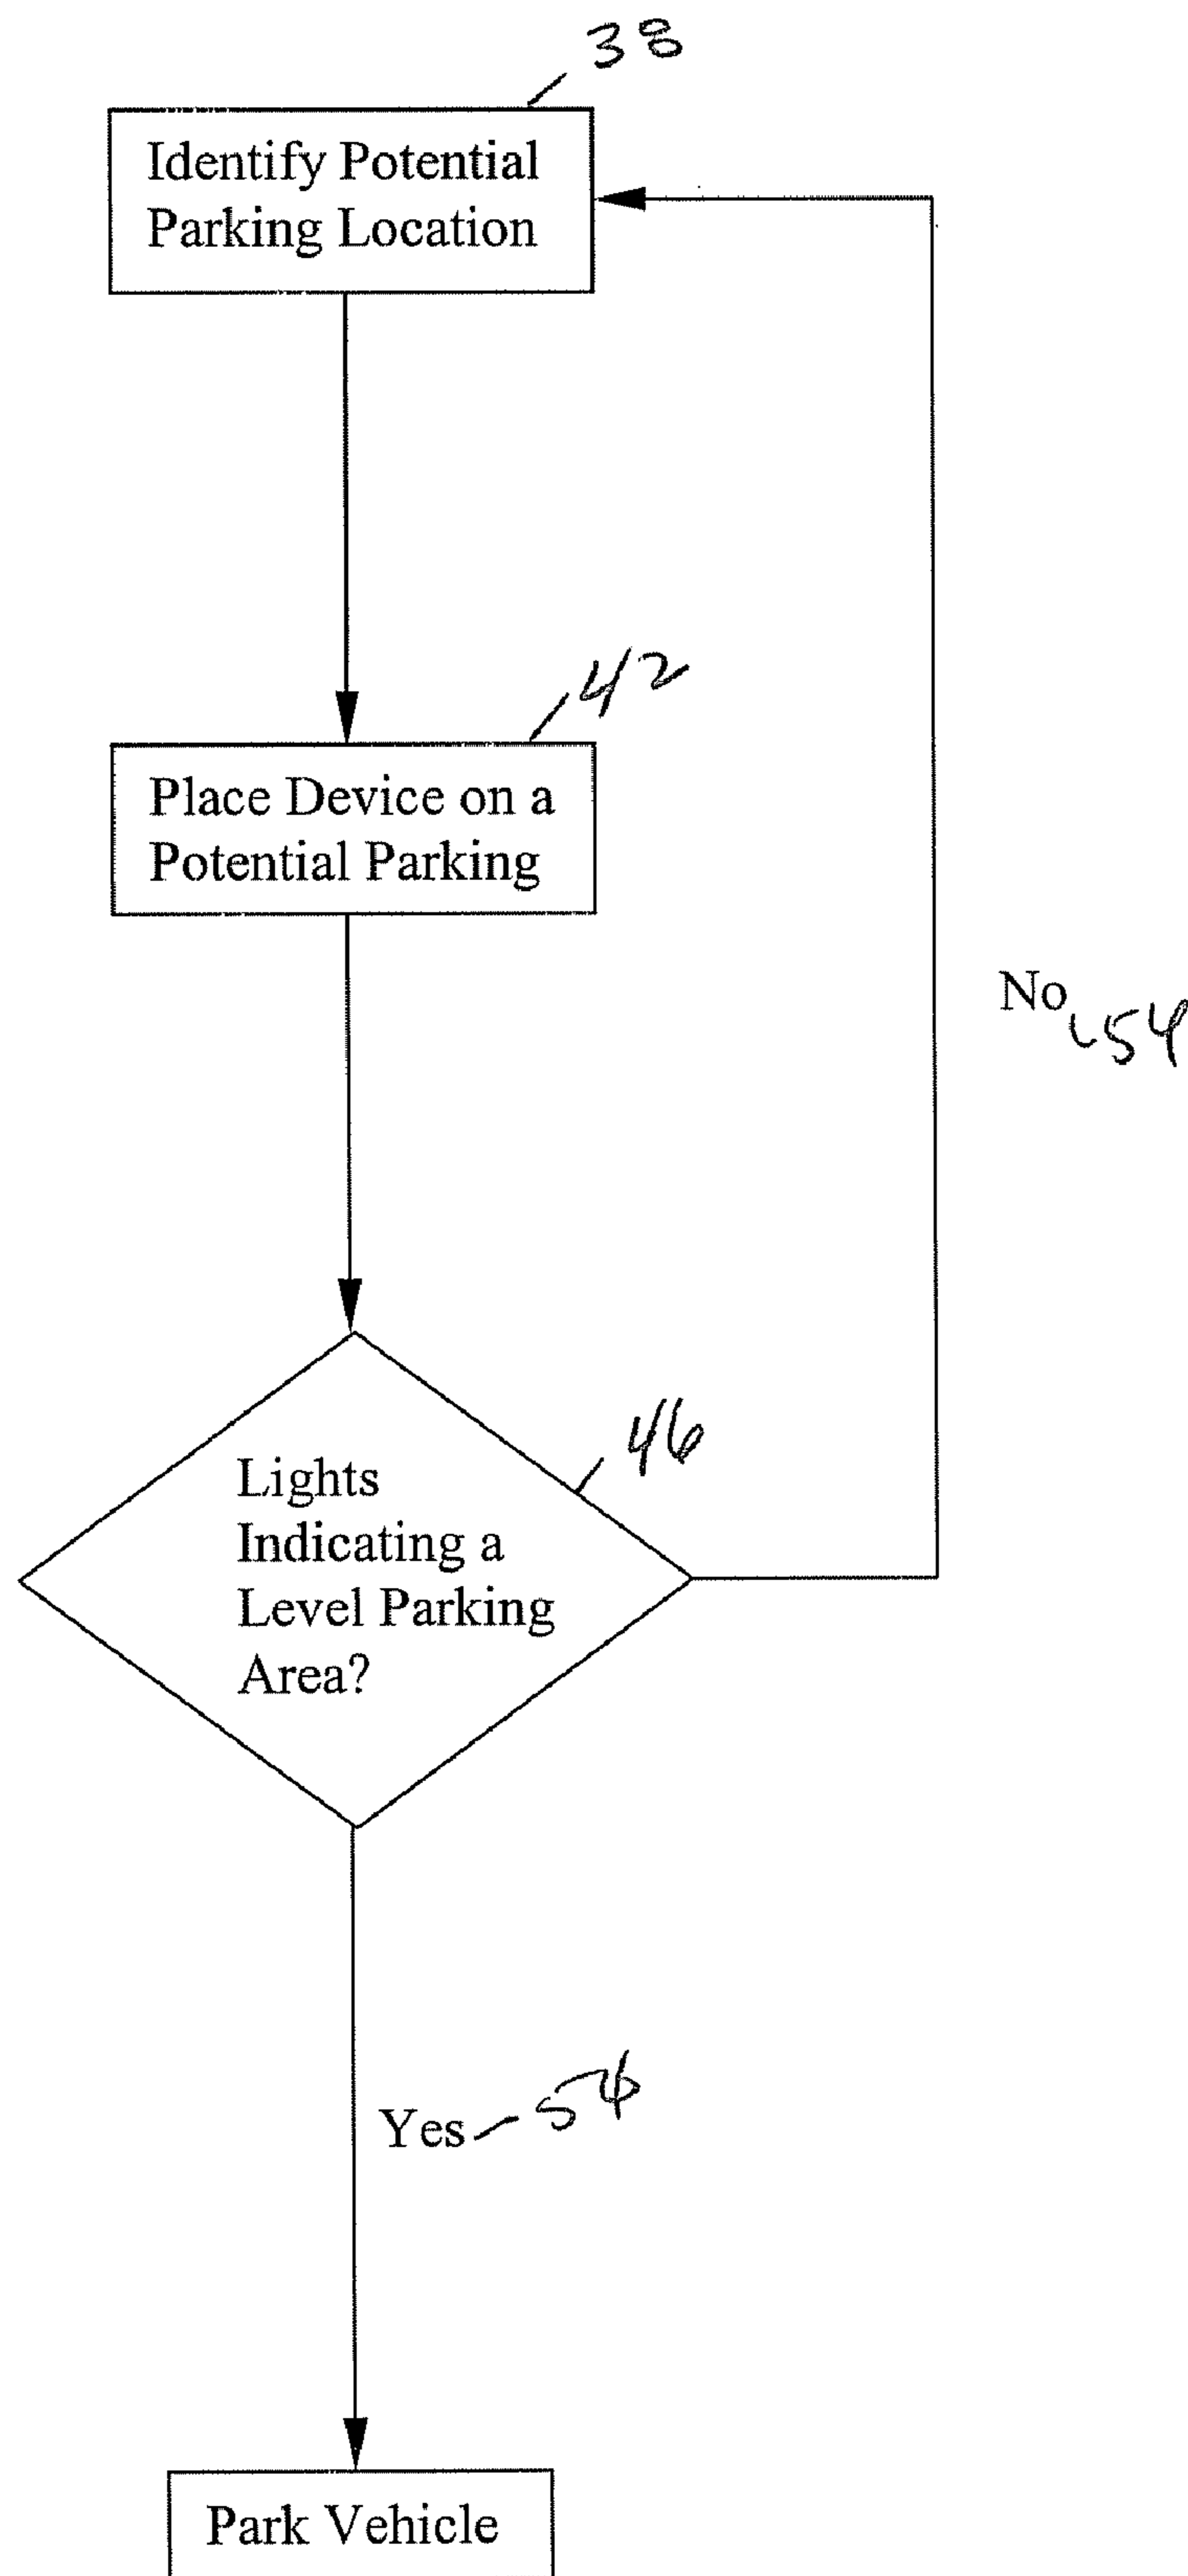 38
Identify Potential
Parking Location
42
Place Device on a
Potential Parking
No
54
46
Lights
Indicating a
Level Parking
Area?
Yes
54
Park Vehicle